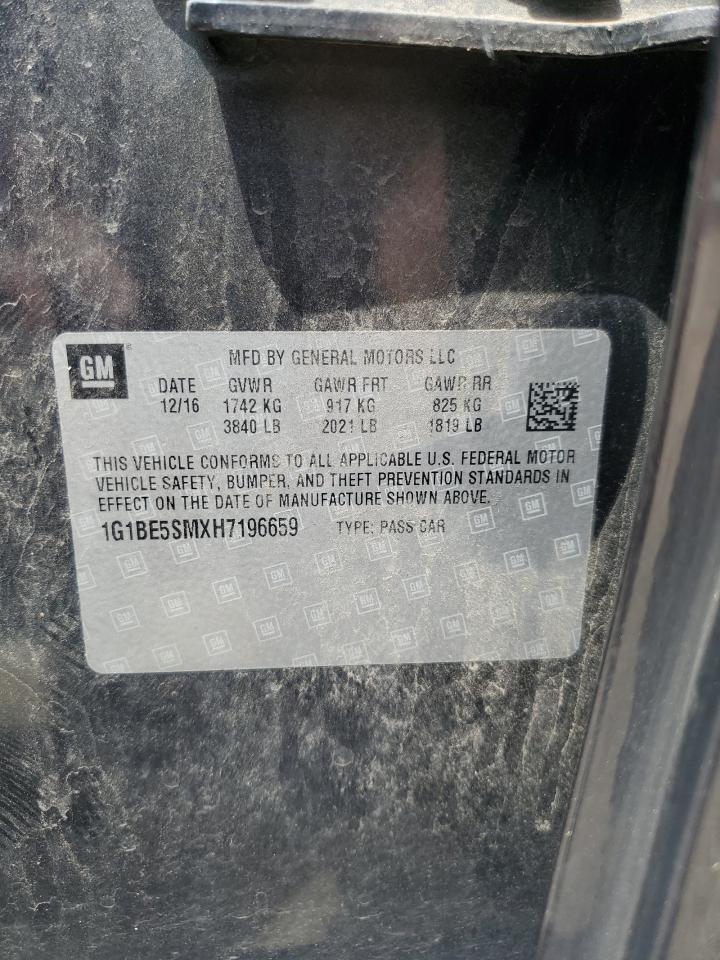 GM
MFD BY GENERAL MOTORS LLC
DATE GVWR GAWR FRT GAWR RR
12/16 1742 KG 917 KG 825 KG
3840 LB 2021 LB 1819 LB
THIS VEHICLE CONFORMS TO ALL APPLICABLE U.S. FEDERAL MOTOR
VEHICLE SAFETY, BUMPER, AND THEFT PREVENTION STANDARDS IN
EFFECT ON THE DATE OF MANUFACTURE SHOWN ABOVE.
1G1BE5SMXH7196659 TYPE: PASS CAR